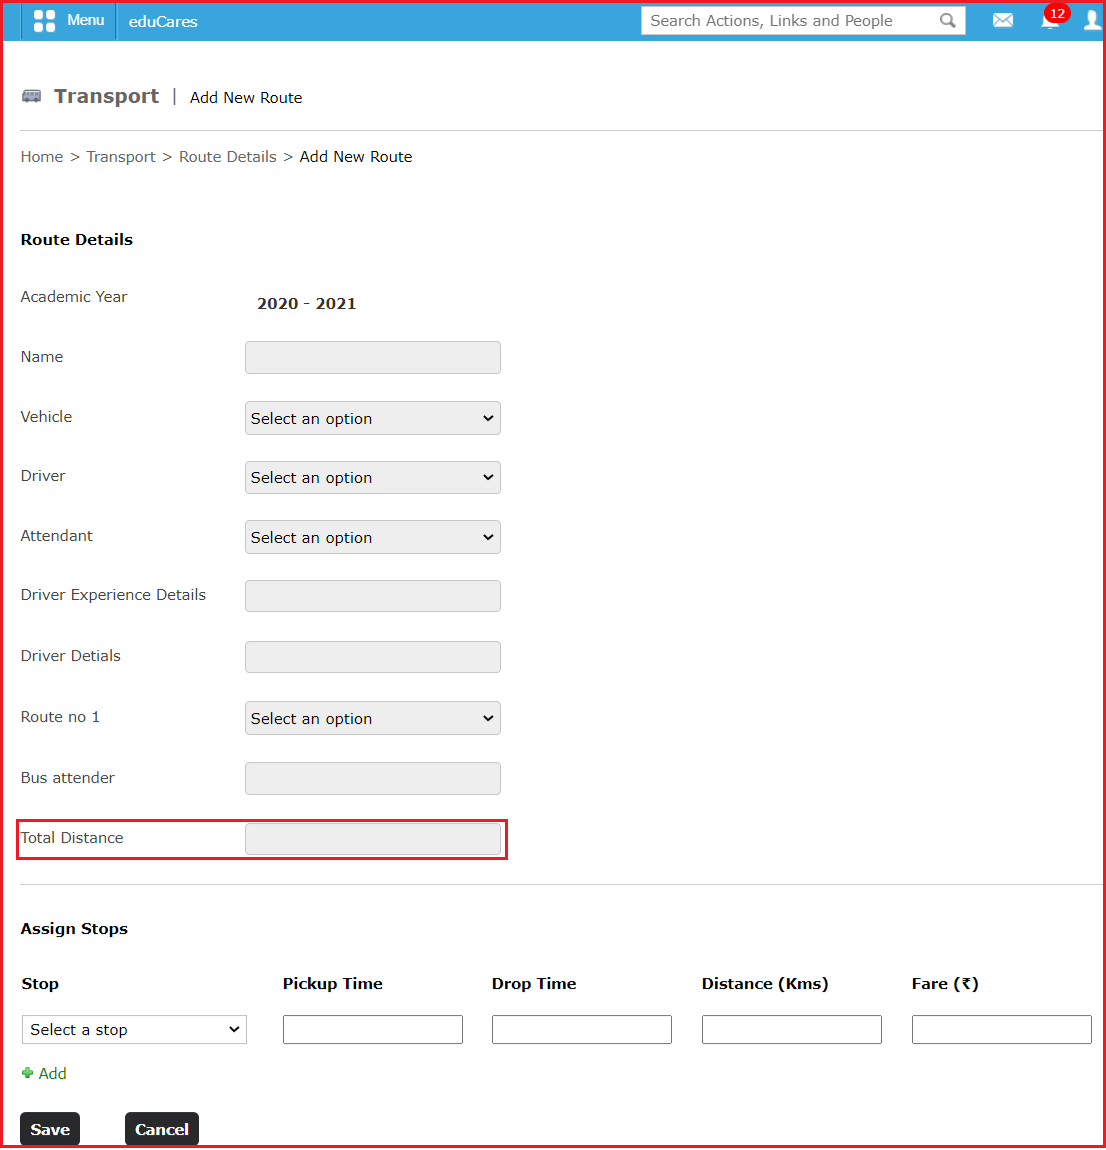 Menu eduCares Search Actions, Links and People 12
Transport | Add New Route
Home > Transport > Route Details > Add New Route
Route Details
Academic Year 2020 - 2021
Name
Vehicle Select an option
Driver Select an option
Attendant Select an option
Driver Experience Details
Driver Detials
Route no 1 Select an option
Bus attender
Total Distance
Assign Stops
Stop Pickup Time Drop Time Distance (Kms) Fare (₹)
Select a stop
Add
Save Cancel